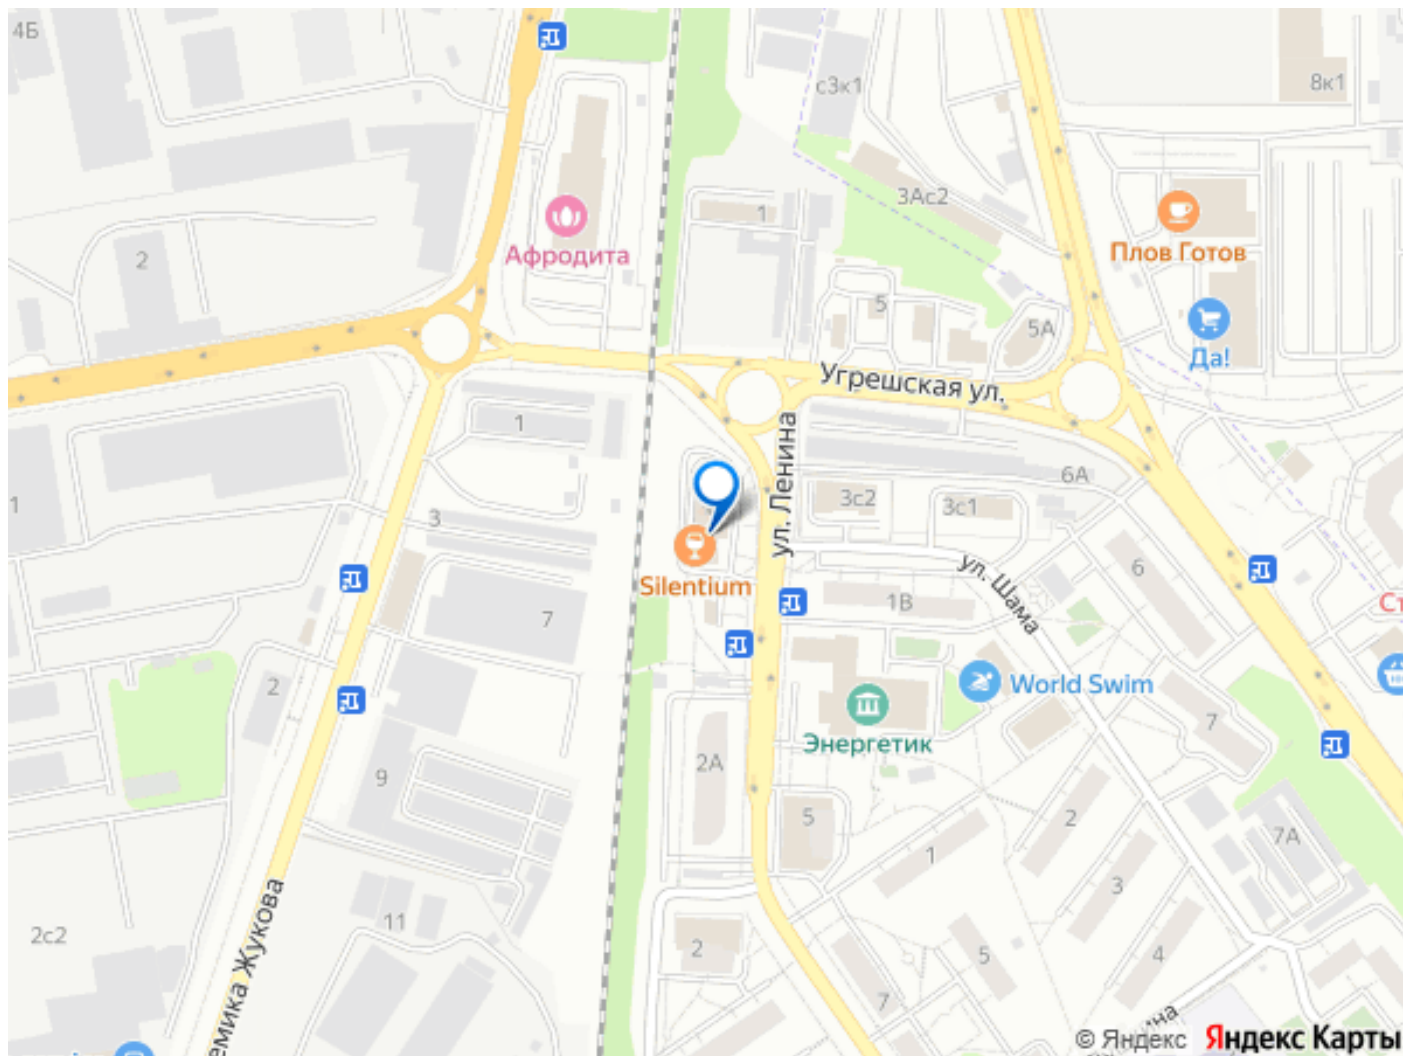 4Б
с3к1
8к1
3Ас2
1
2
Афродита
Плов Готов
5
5А
Да!
Угрешская ул.
1
ул. Ленина
6А
1
3с2
3с1
3
Silentium
ул. Шама
6
1В
7
2
World Swim
Энергетик
7
2А
9
5
2
1
7А
3
11
2с2
2
5
4
7
емика Жукова
© Яндекс
Яндекс Карты